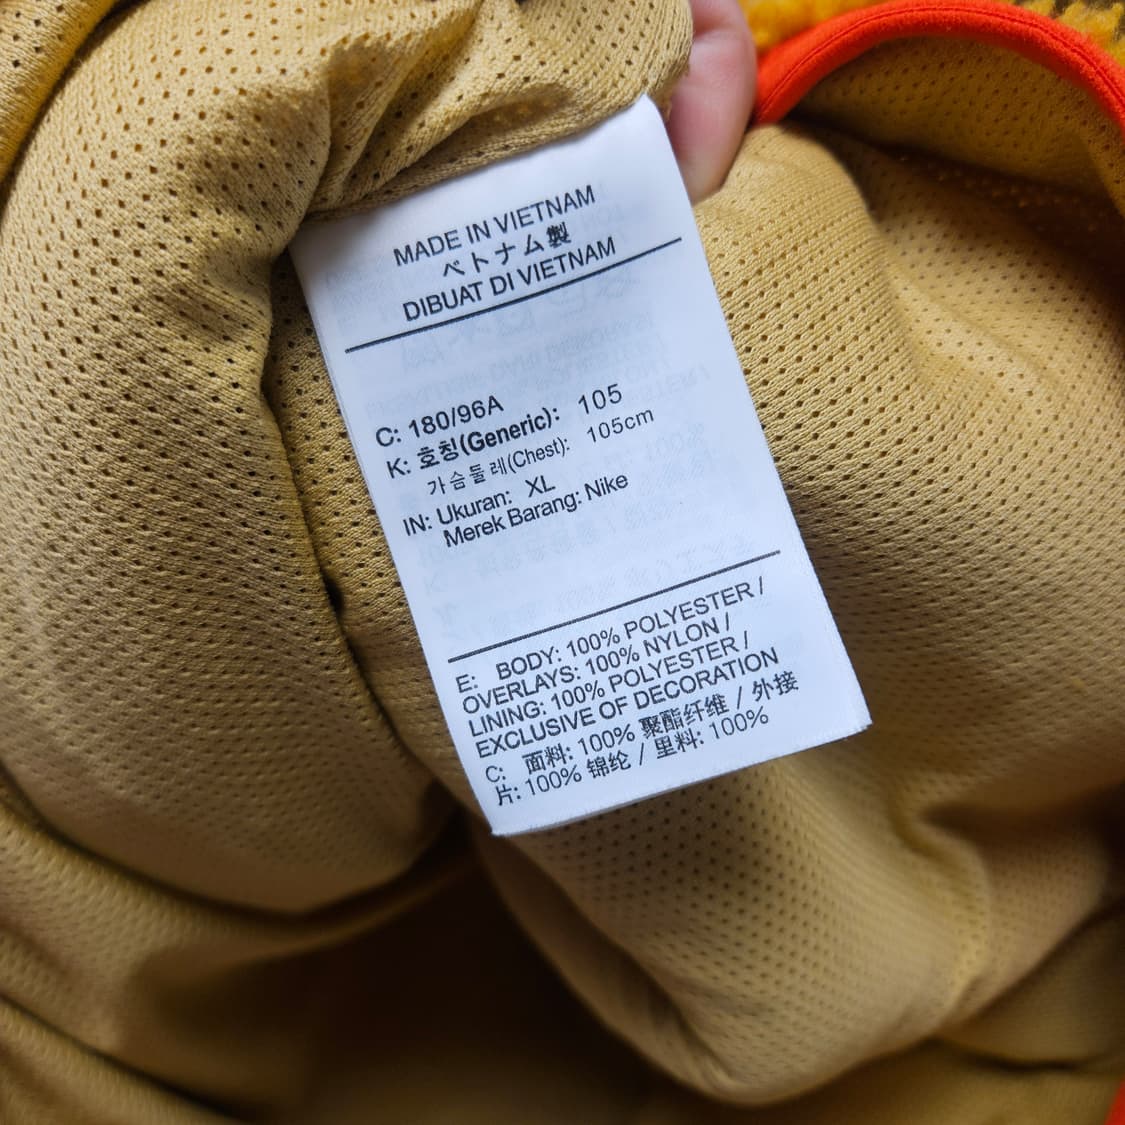 MADE IN VIETNAM
ベトナム製
DIBUAT DI VIETNAM
C: 180/96A
K: 호칭(Generic): 105
가슴둘레(Chest): 105cm
IN: Ukuran: XL
Merek Barang: Nike
E: BODY: 100% POLYESTER /
OVERLAYS: 100% NYLON /
LINING: 100% POLYESTER /
EXCLUSIVE OF DECORATION
C: 面料: 100% 聚酯纤维 / 外接
片: 100% 锦纶 / 里料: 100%